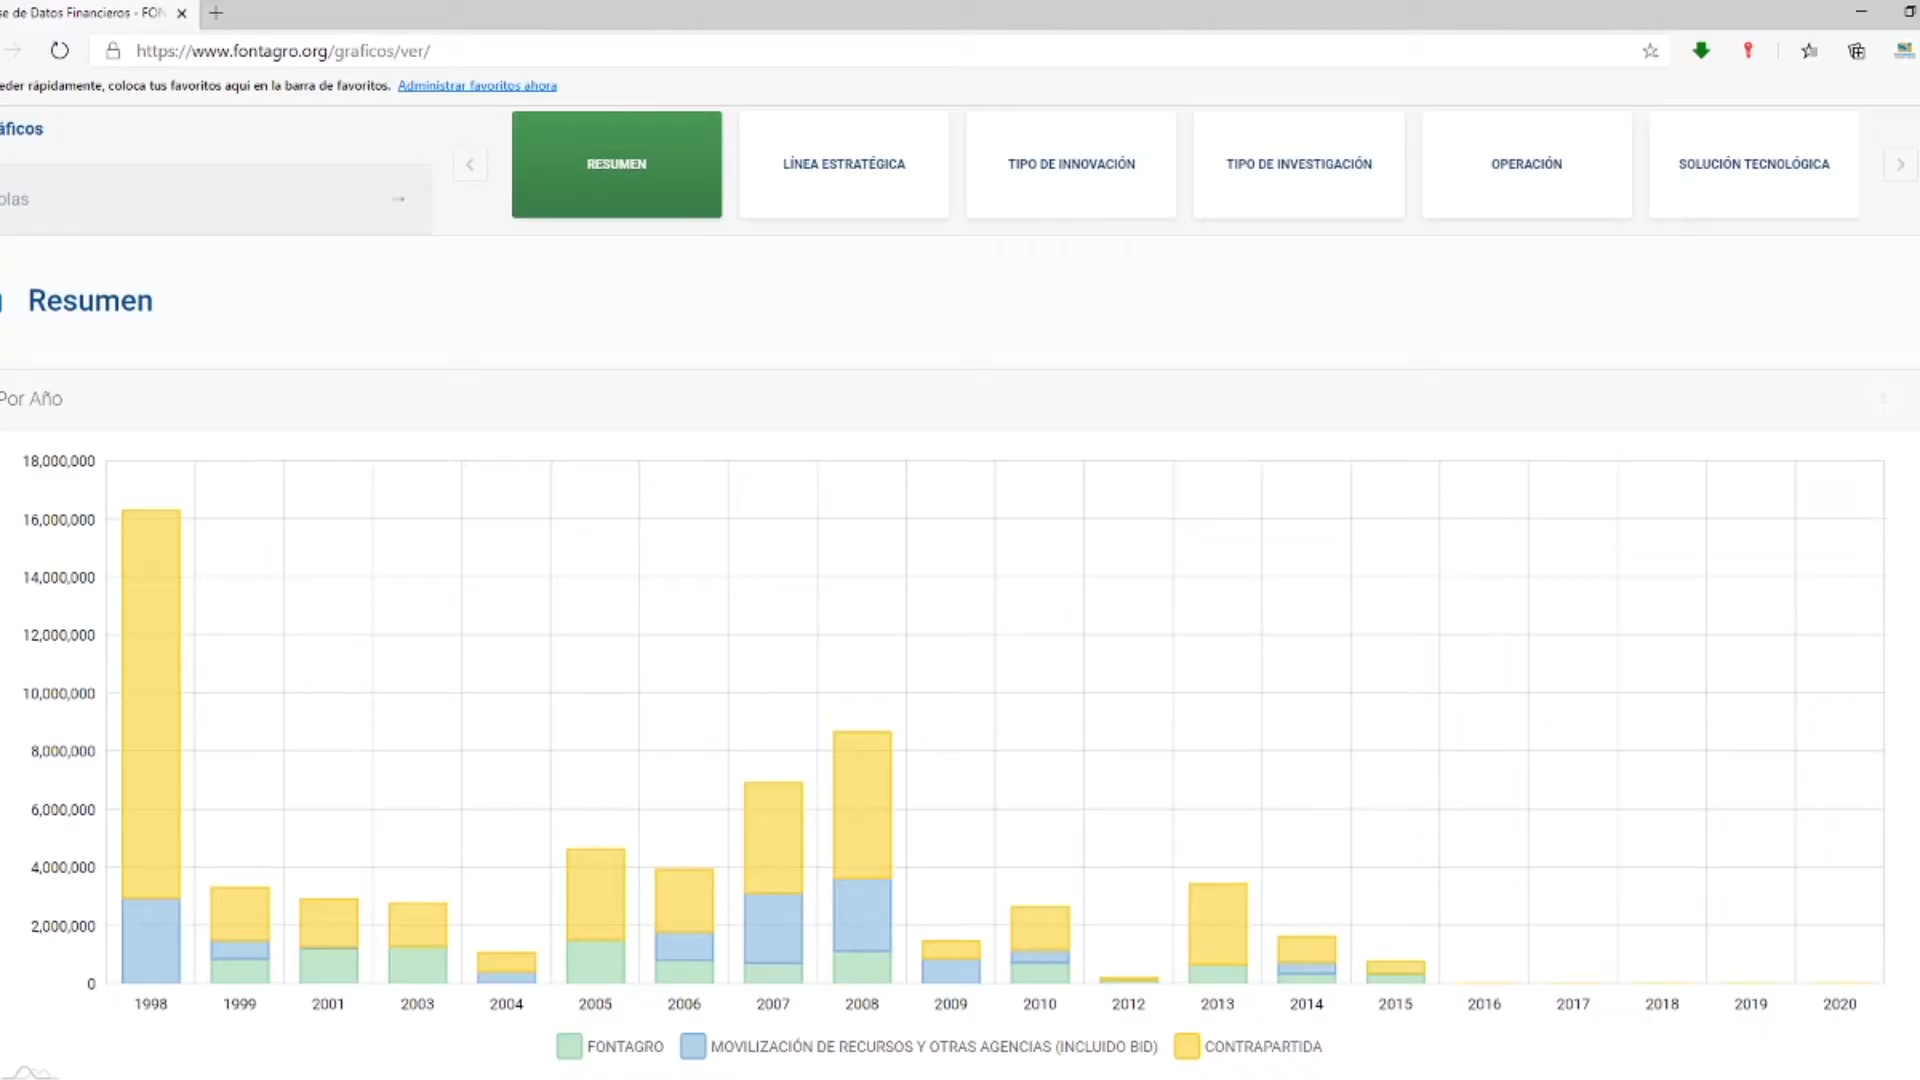 se de Datos Financieros - FON
https://www.fontagro.org/graficos/ver/
eder rápidamente, coloca tus favoritos aquí en la barra de favoritos. Administrar favoritos ahora
áficos
olas
RESUMEN
LÍNEA ESTRATÉGICA
TIPO DE INNOVACIÓN
TIPO DE INVESTIGACIÓN
OPERACIÓN
SOLUCIÓN TECNOLÓGICA
Resumen
Por Año
18,000,000
16,000,000
14,000,000
12,000,000
10,000,000
8,000,000
6,000,000
4,000,000
2,000,000
0
1998 1999 2001 2003 2004 2005 2006 2007 2008 2009 2010 2012 2013 2014 2015 2016 2017 2018 2019 2020
FONTAGRO MOVILIZACIÓN DE RECURSOS Y OTRAS AGENCIAS (INCLUIDO BID) CONTRAPARTIDA